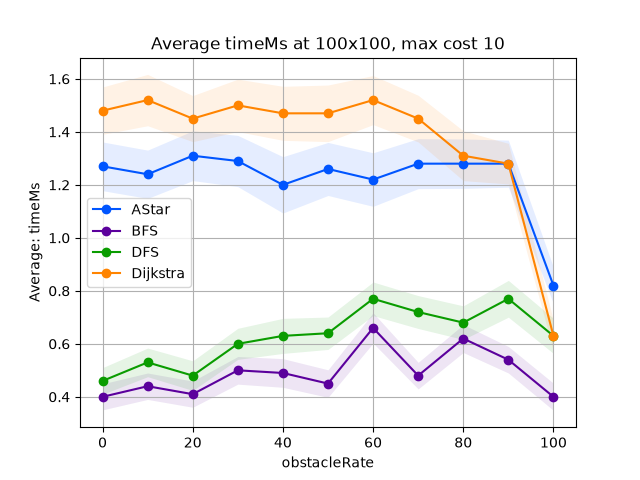 Average timeMs at 100x100, max cost 10
1.6
1.4
1.2
1.0
0.8
0.6
0.4
Average: timeMs
AStar
BFS
DFS
Dijkstra
0 20 40 60 80 100
obstacleRate